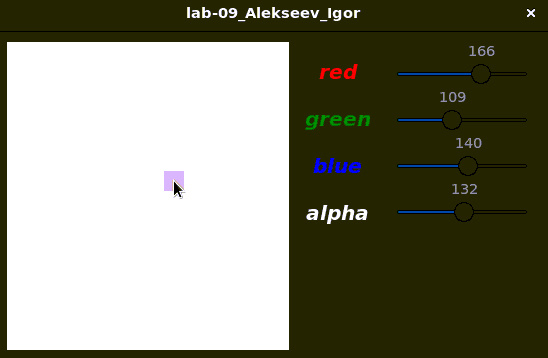 lab-09_Alekseev_Igor ×
166
red
109
green
140
blue
132
alpha